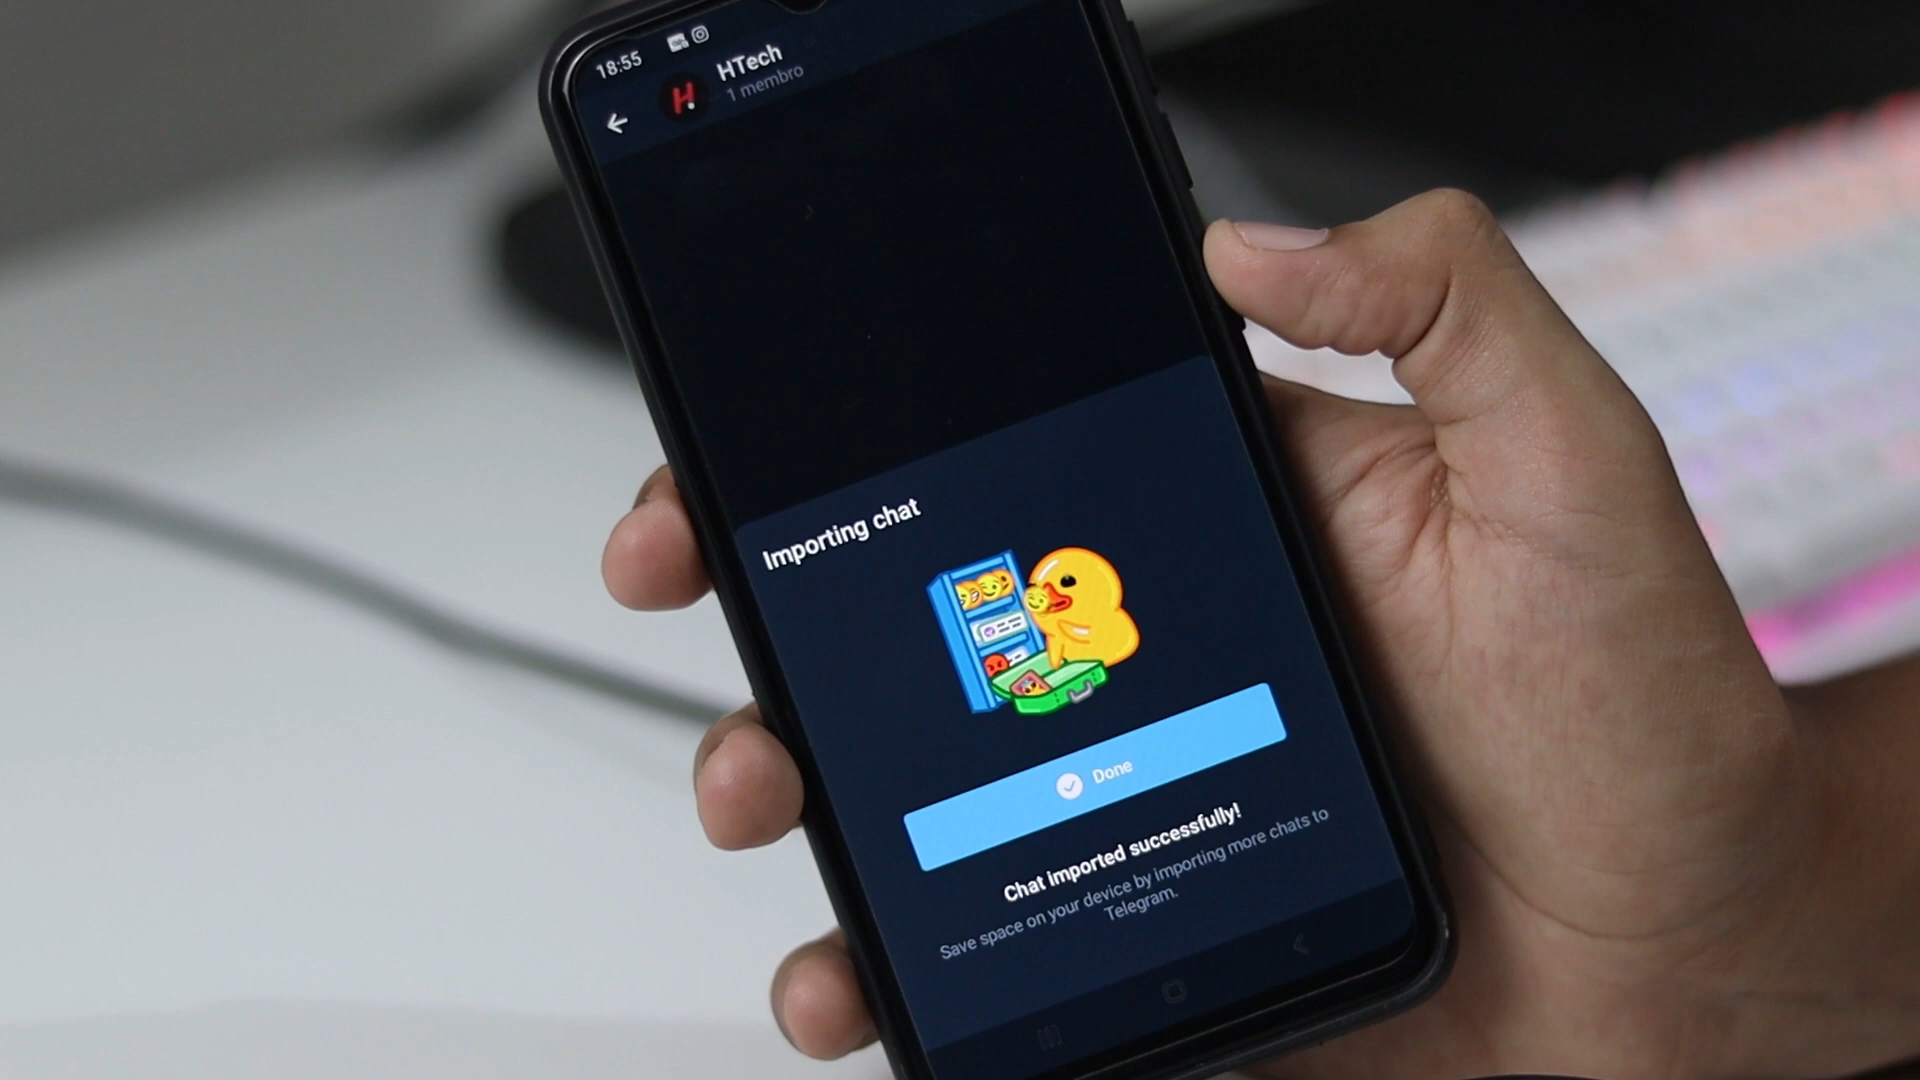 18:55
H
HTech
1 membro
Importing chat
Done
Chat imported successfully!
Save space on your device by importing more chats to
Telegram.